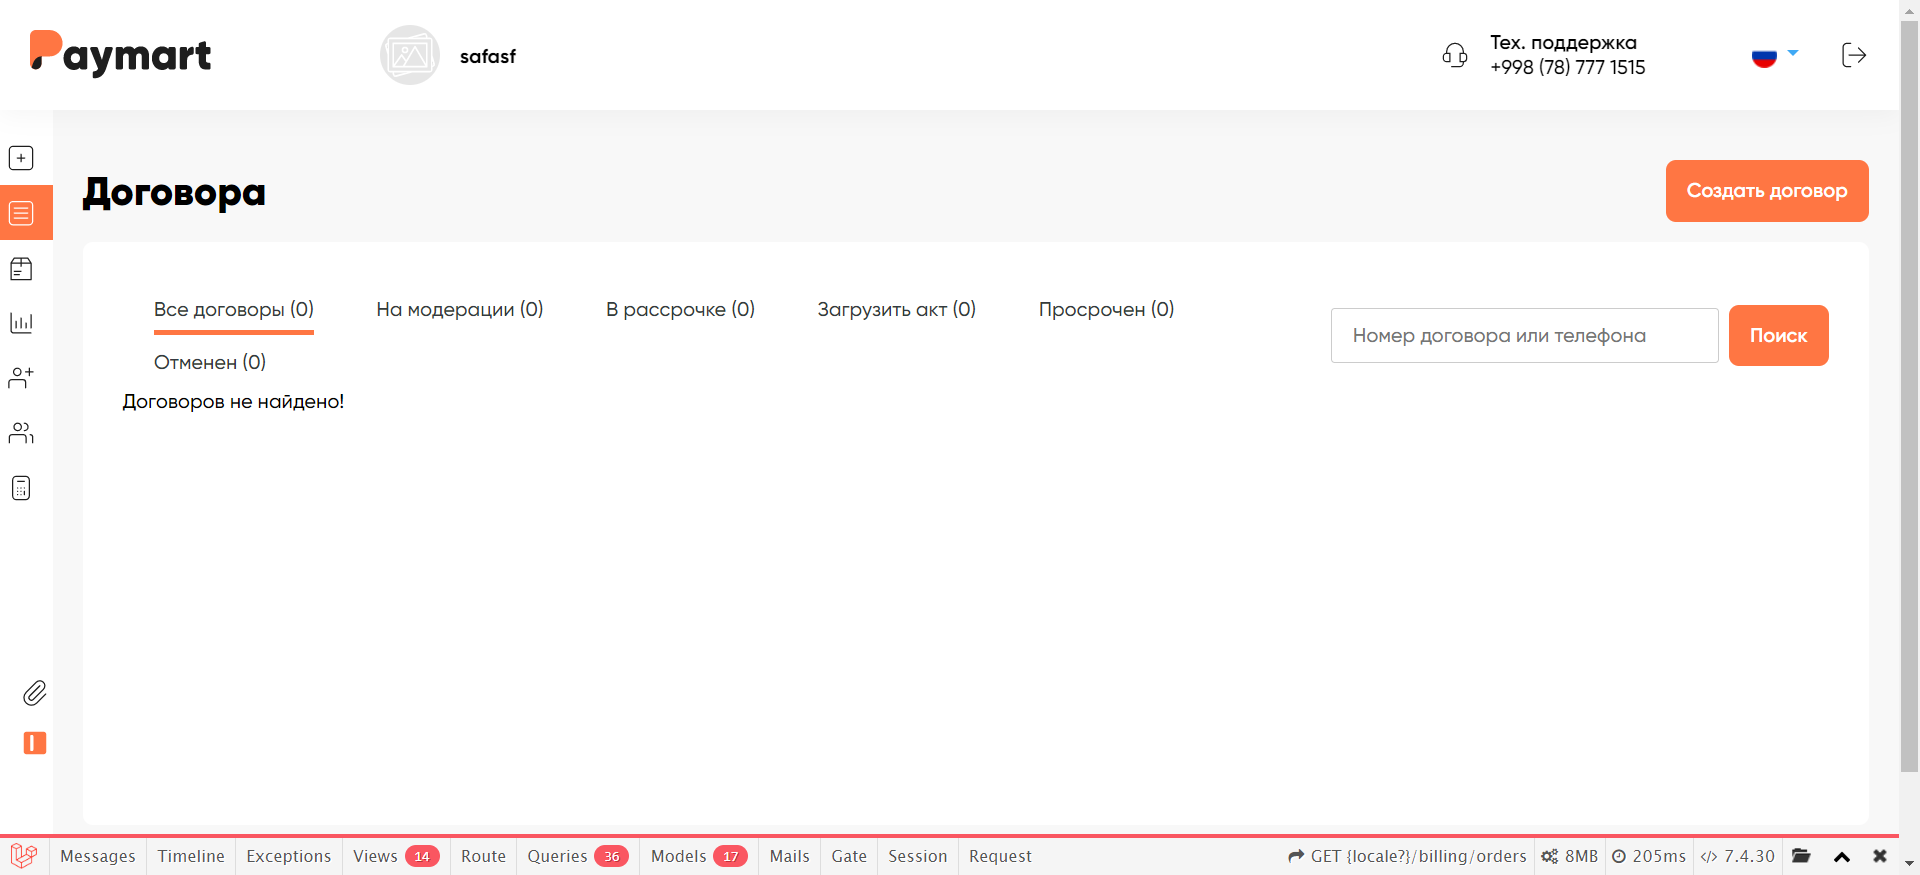 Paymart
safasf
Тех. поддержка
+998 (78) 777 1515
Договора
Создать договор
Все договоры (0) На модерации (0) В рассрочке (0) Загрузить акт (0) Просрочен (0)
Отменен (0)
Номер договора или телефона Поиск
Договоров не найдено!
Messages Timeline Exceptions Views 14 Route Queries 36 Models 17 Mails Gate Session Request GET {locale?}/billing/orders 8MB 205ms 7.4.30